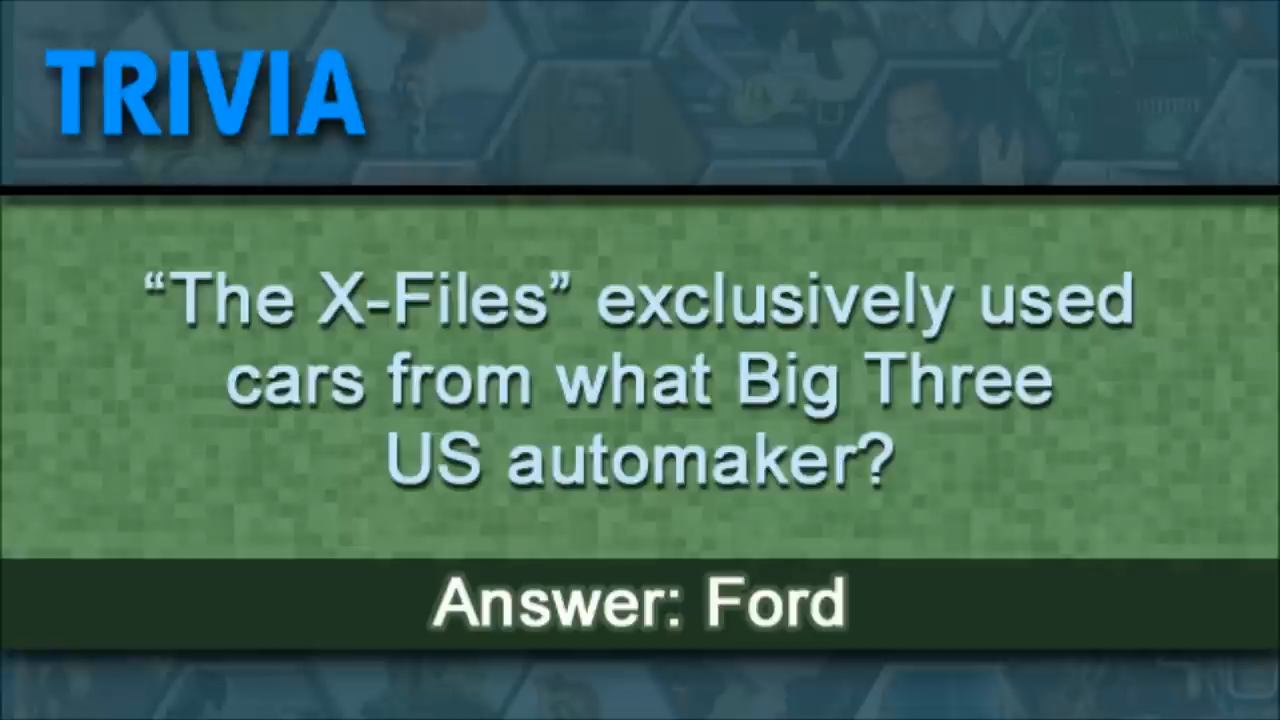 TRIVIA
“The X-Files” exclusively used
cars from what Big Three
US automaker?
Answer: Ford